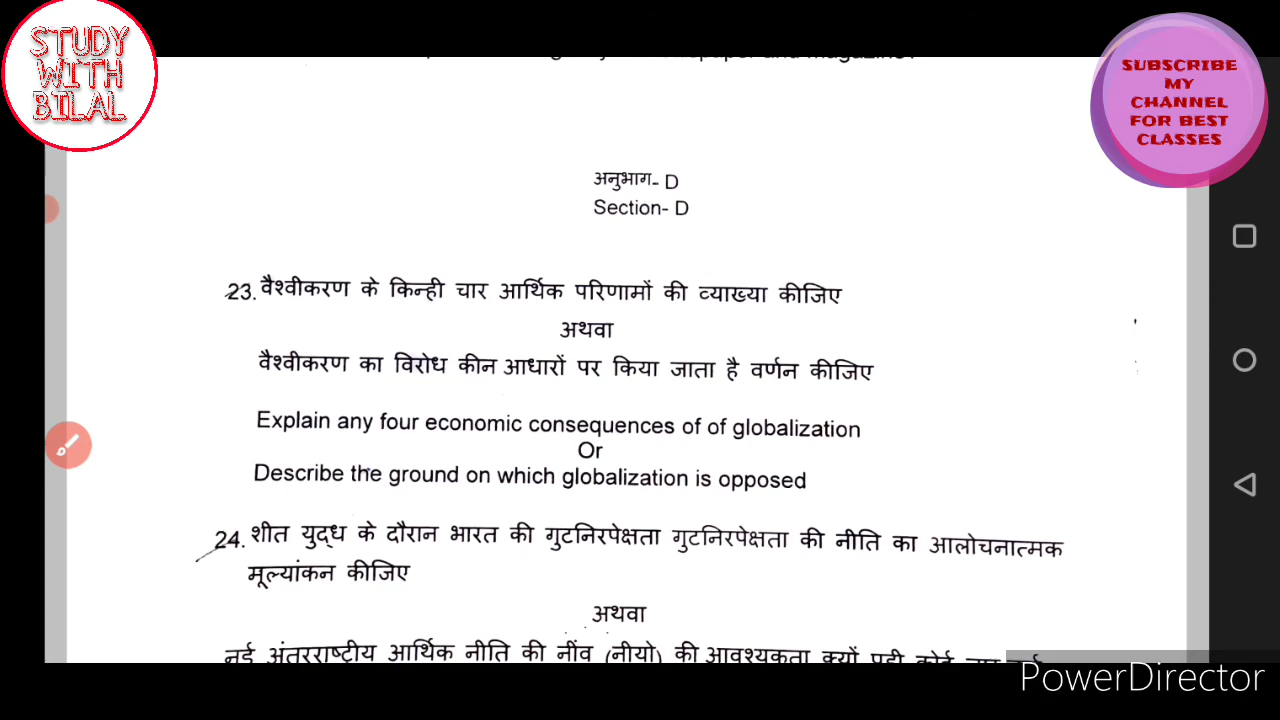 STUDY
WITH
BILAL
SUBSCRIBE
MY
CHANNEL
FOR BEST
CLASSES
अनुभाग- D
Section- D
23. वैश्वीकरण के किन्ही चार आर्थिक परिणामों की व्याख्या कीजिए
अथवा
वैश्वीकरण का विरोध कीन आधारों पर किया जाता है वर्णन कीजिए
Explain any four economic consequences of of globalization
Or
Describe the ground on which globalization is opposed
24. शीत युद्ध के दौरान भारत की गुटनिरपेक्षता गुटनिरपेक्षता की नीति का आलोचनात्मक
मूल्यांकन कीजिए
अथवा
नई अंतरराष्ट्रीय आर्थिक नीति की नींव (नीयो) की आवश्यकता क्यों पड़ी कोई
PowerDirector